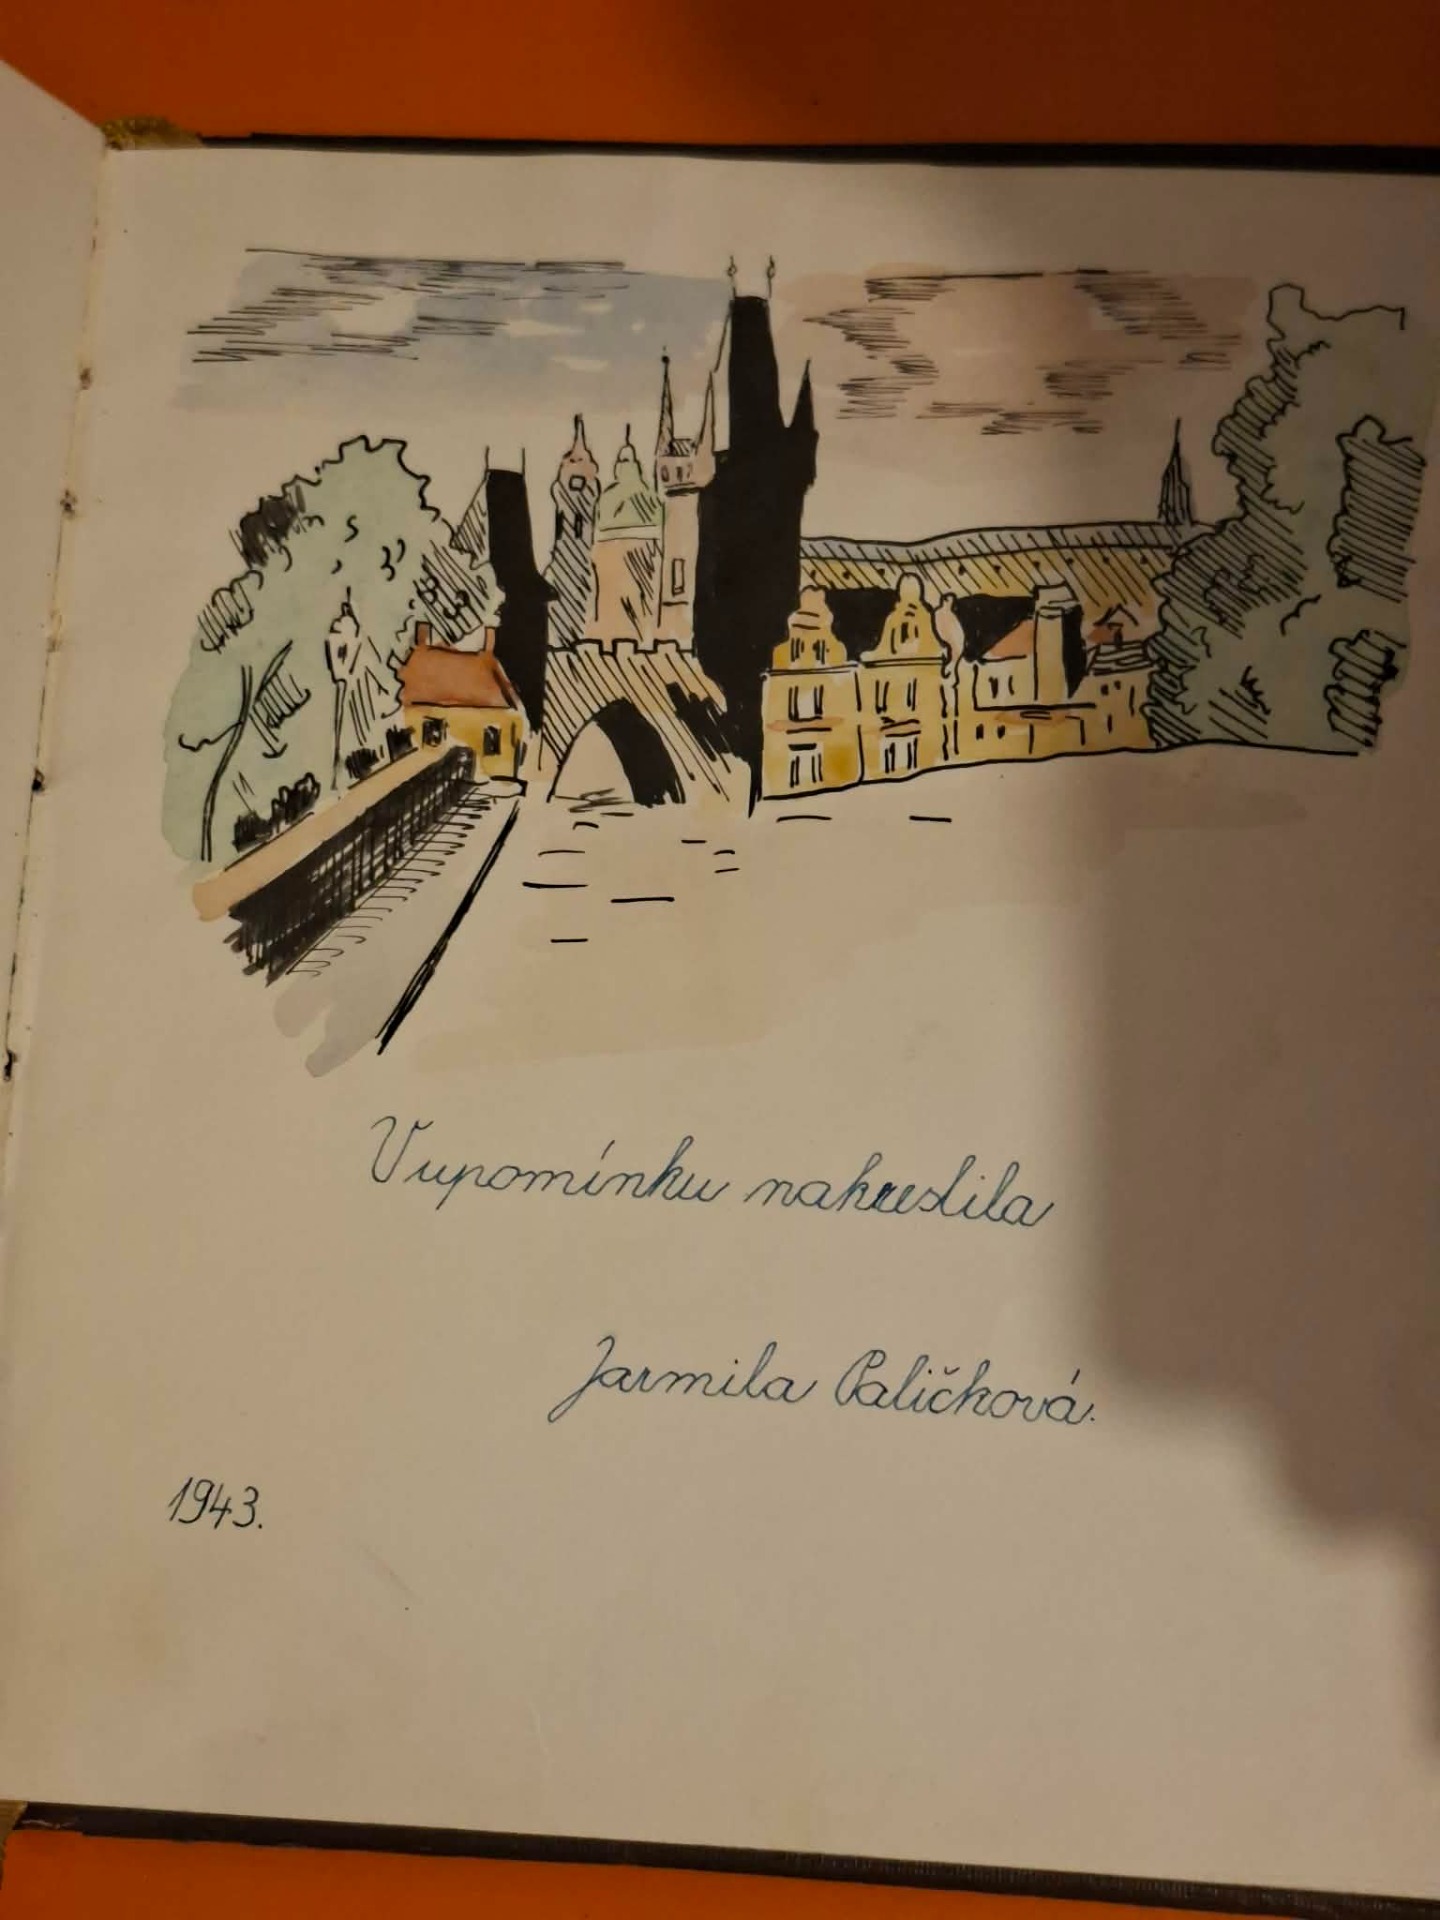 V upomínku nakreslila
Jarmila Paličková.
1943.